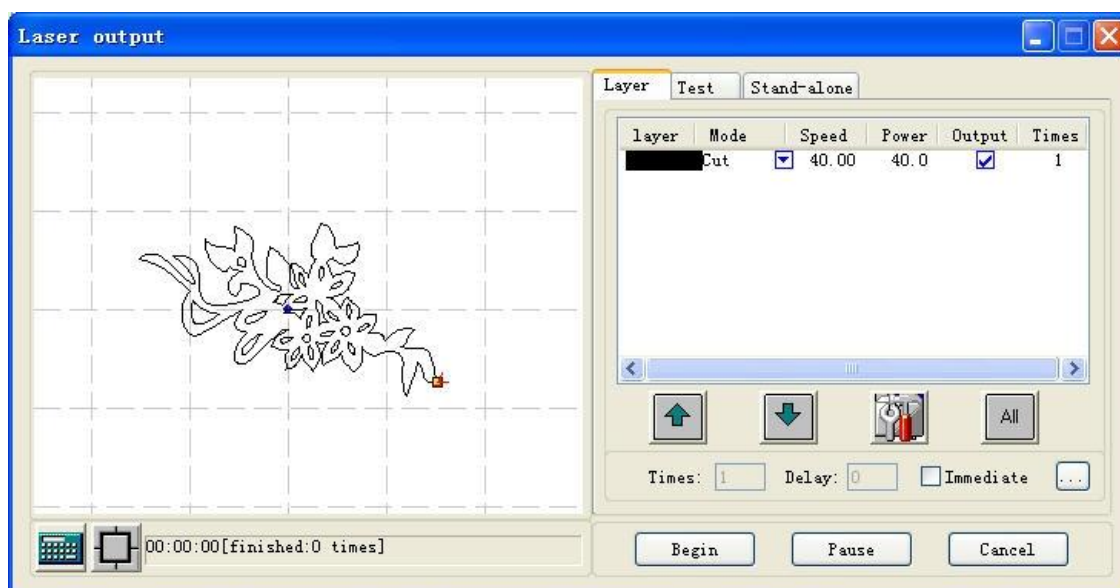 Laser output
Layer Test Stand-alone
layer Mode Speed Power Output Times
Cut 40.00 40.0 1
All
Times: 1 Delay: 0 Immediate ...
00:00:00[finished:0 times]
Begin Pause Cancel